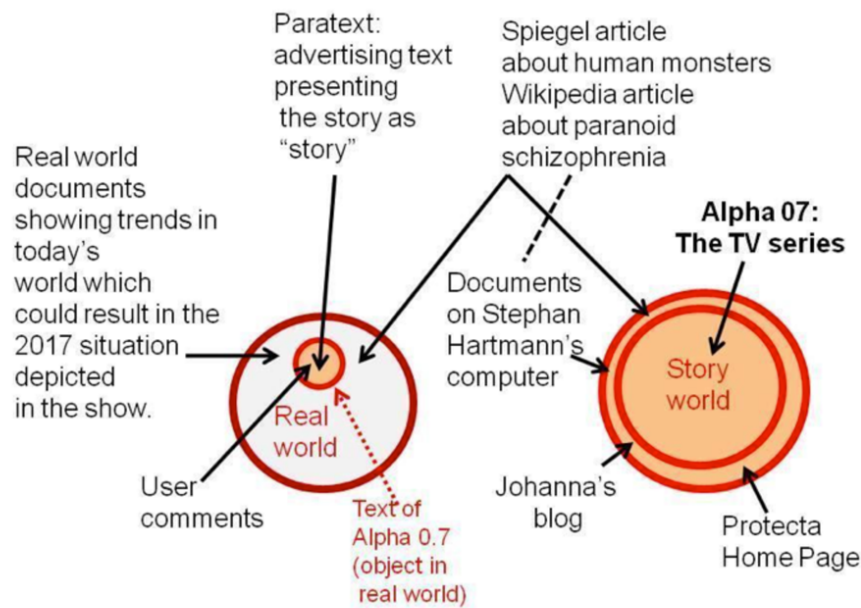 Paratext:
advertising text
presenting
the story as
“story”
Spiegel article
about human monsters
Wikipedia article
about paranoid
schizophrenia
Real world
documents
showing trends in
today’s
world which
could result in the
2017 situation
depicted
in the show.
Alpha 07:
The TV series
Documents
on Stephan
Hartmann’s
computer
Real
world
Story
world
User
comments
Text of
Alpha 0.7
(object in
real world)
Johanna’s
blog
Protecta
Home Page